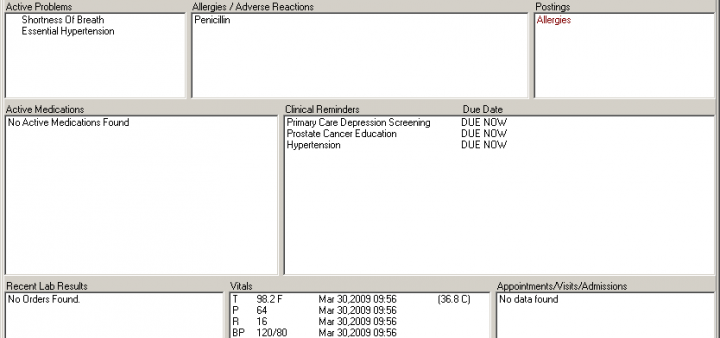 Active Problems
Shortness Of Breath
Essential Hypertension
Allergies / Adverse Reactions
Penicillin
Postings
Allergies
Active Medications
No Active Medications Found
Clinical Reminders Due Date
Primary Care Depression Screening DUE NOW
Prostate Cancer Education DUE NOW
Hypertension DUE NOW
Recent Lab Results
No Orders Found.
Vitals
T 98.2 F Mar 30,2009 09:56 (36.8 C)
P 64 Mar 30,2009 09:56
R 16 Mar 30,2009 09:56
BP 120/80 Mar 30,2009 09:56
Appointments/Visits/Admissions
No data found